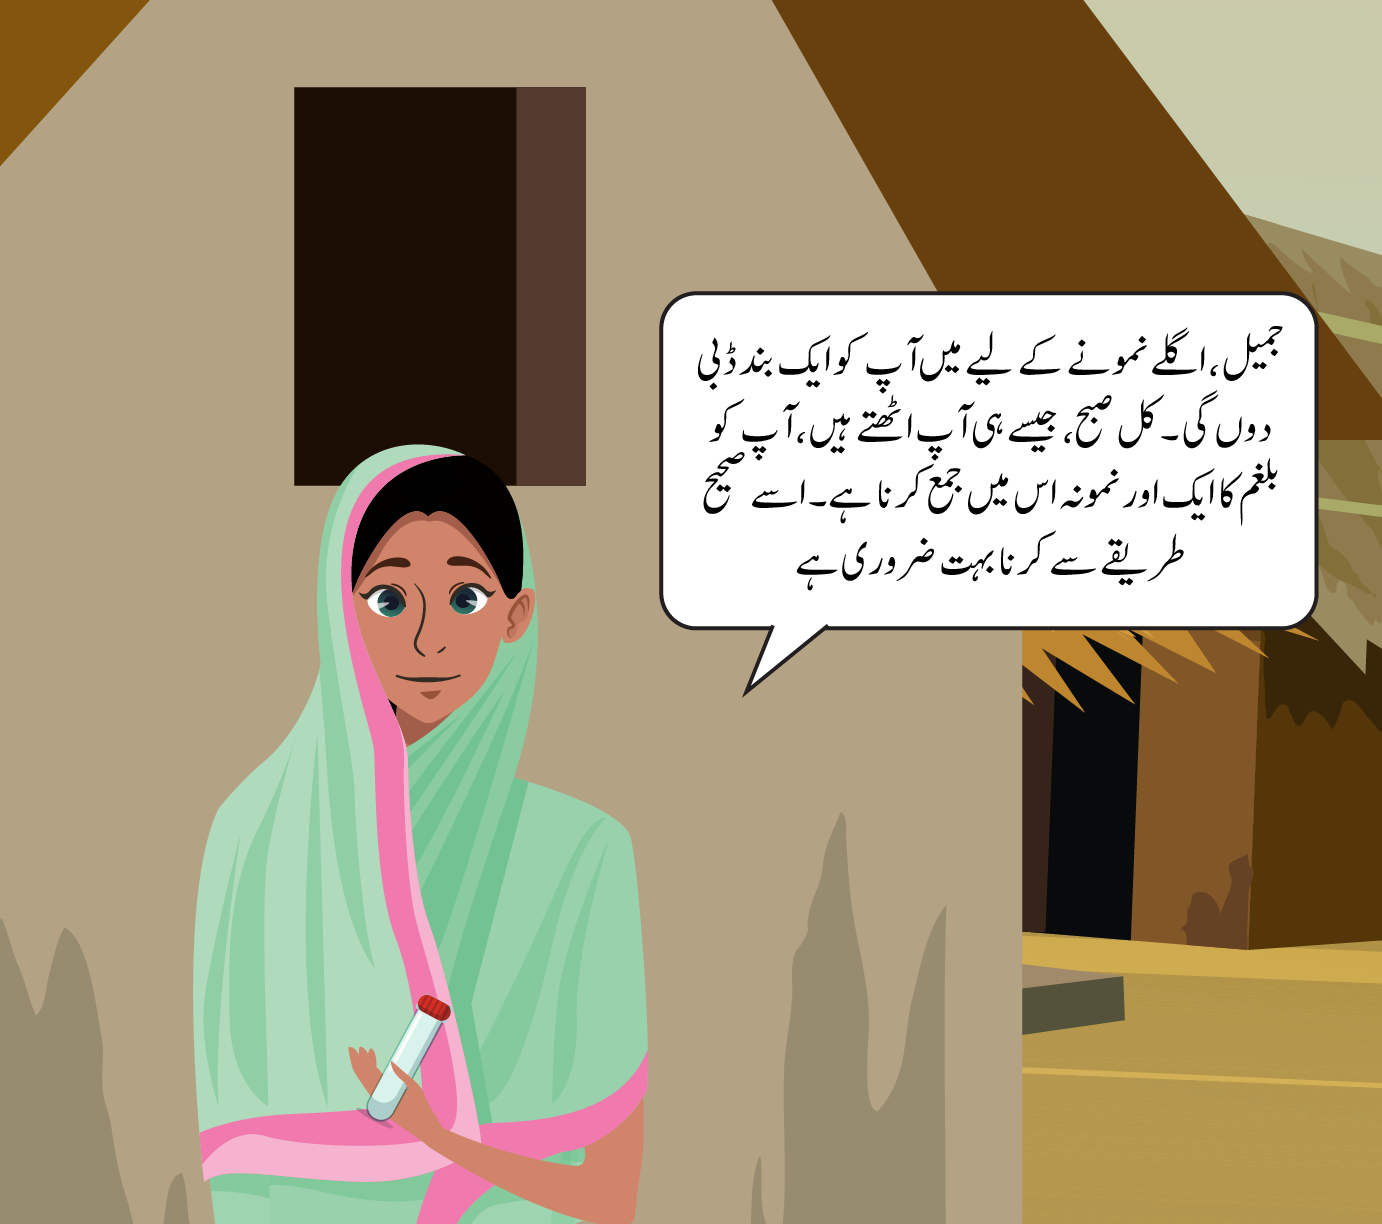 جمیل، اگلے نمونے کے لیے میں آپ کو ایک بند ڈبی
دوں گی۔ کل صبح، جیسے ہی آپ اٹھتے ہیں، آپ کو
بلغم کا ایک اور نمونہ اس میں جمع کرنا ہے۔ اسے صحیح
طریقے سے کرنا بہت ضروری ہے